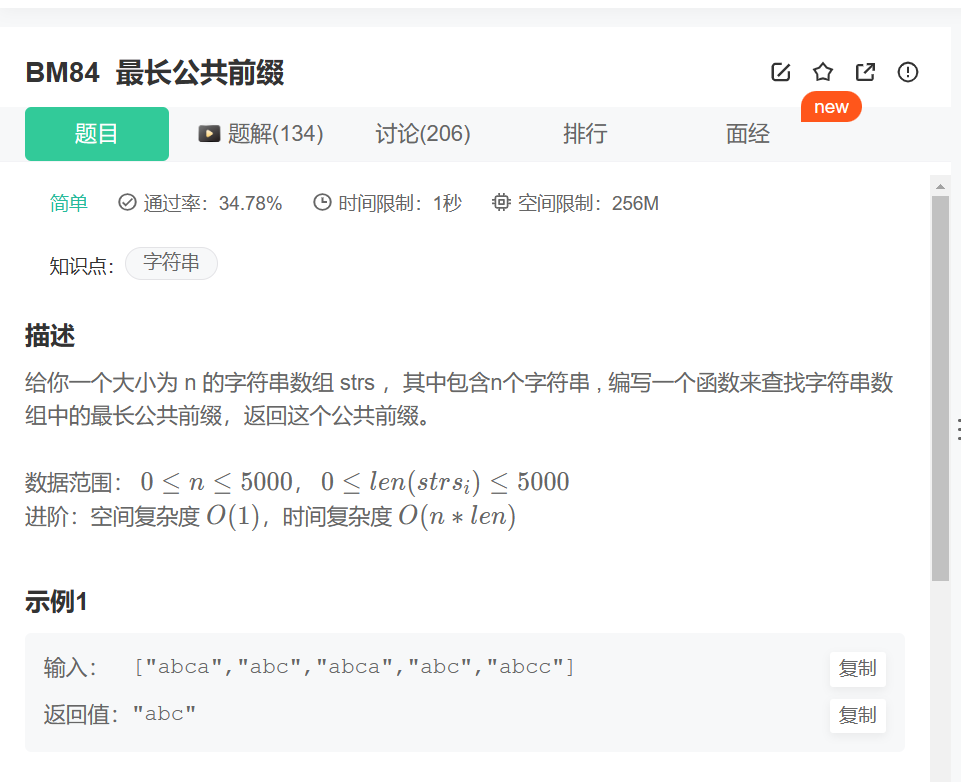 BM84 最长公共前缀
new
题目 题解(134) 讨论(206) 排行 面经
简单 通过率：34.78% 时间限制：1秒 空间限制：256M
知识点： 字符串
描述
给你一个大小为 n 的字符串数组 strs ，其中包含n个字符串 , 编写一个函数来查找字符串数
组中的最长公共前缀，返回这个公共前缀。
数据范围： 0 ≤ n ≤ 5000， 0 ≤ len(strs_i) ≤ 5000
进阶：空间复杂度 O(1)，时间复杂度 O(n * len)
示例1
输入： ["abca","abc","abca","abc","abcc"] 复制
返回值："abc" 复制